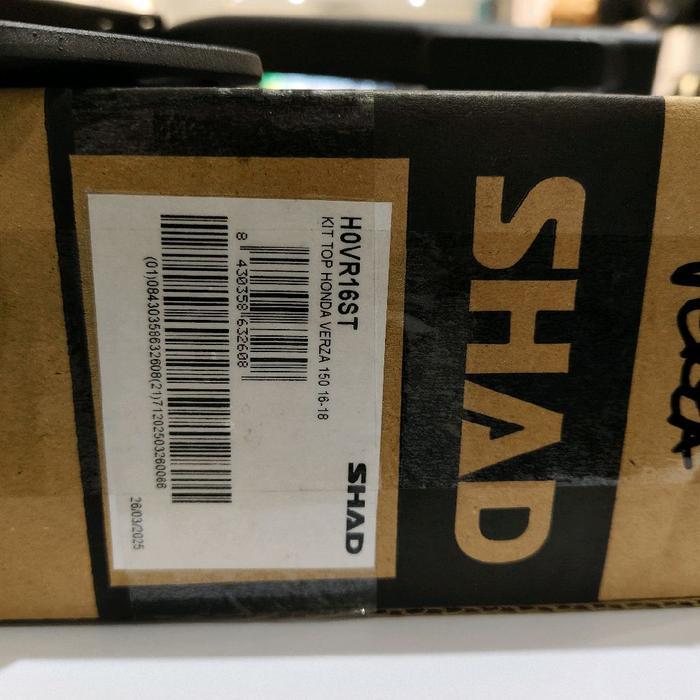 H0VR16ST
KIT TOP HONDA VERZA 150 16-18
8 430358 632608
(01)08430358632608(21)71202503260066
26/03/2025
SHAD
SHAD